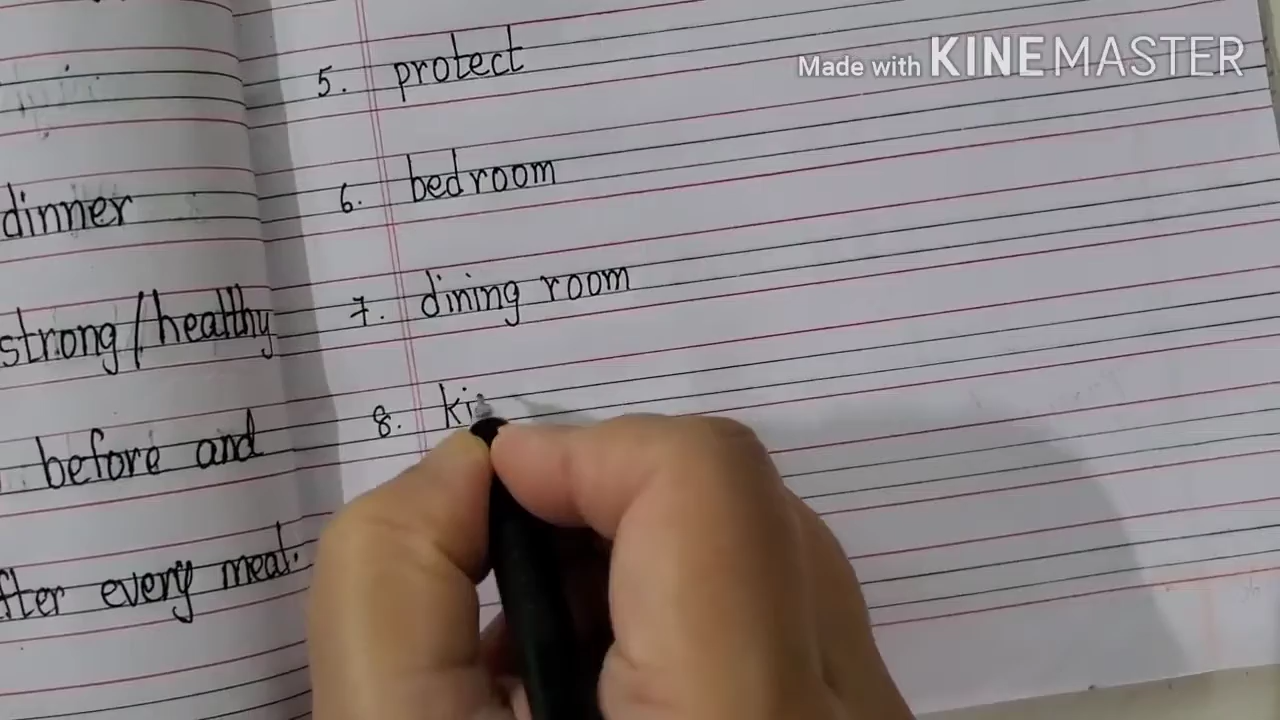 Made with KINEMASTER
dinner
strong/healthy
before and
fter every meal.
5. protect
6. bedroom
7. dining room
8. ki